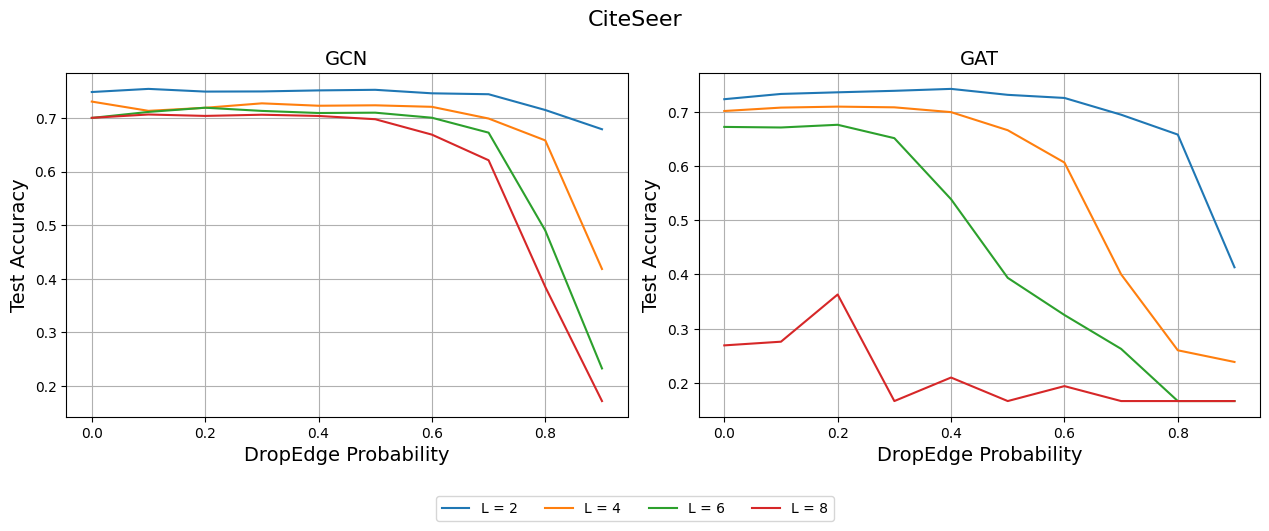 CiteSeer
GCN
Test Accuracy
0.7
0.6
0.5
0.4
0.3
0.2
0.0 0.2 0.4 0.6 0.8
DropEdge Probability
GAT
Test Accuracy
0.7
0.6
0.5
0.4
0.3
0.2
0.0 0.2 0.4 0.6 0.8
DropEdge Probability
L = 2 L = 4 L = 6 L = 8